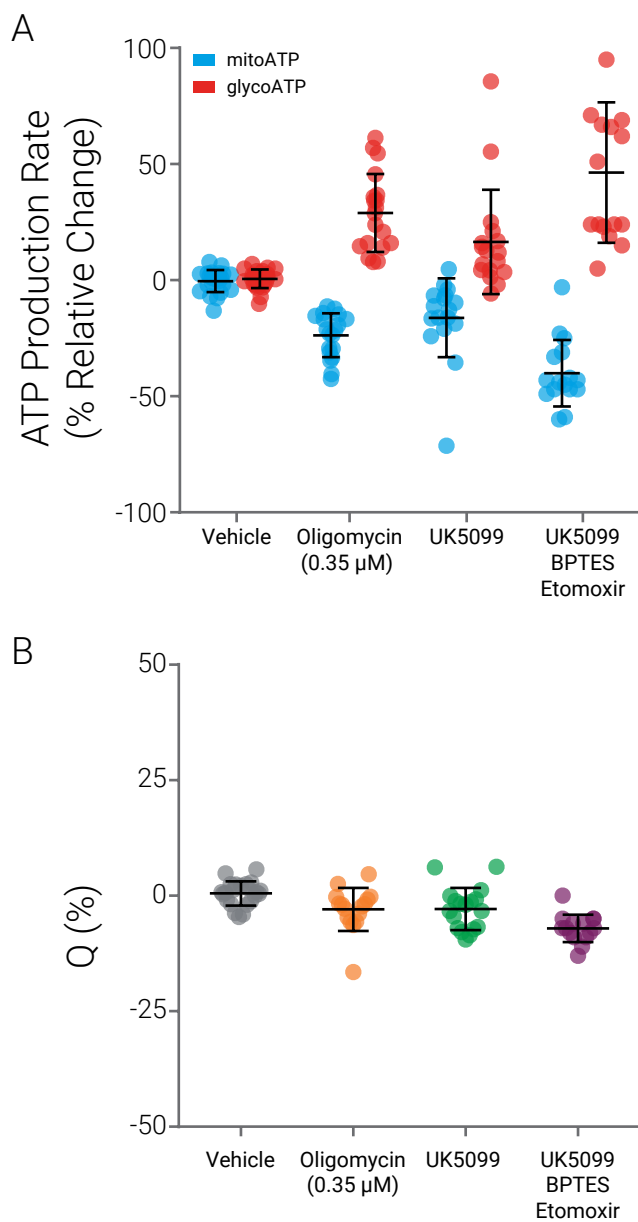 A
ATP Production Rate
(% Relative Change)
100
50
0
-50
-100
mitoATP
glycoATP
Vehicle
Oligomycin
(0.35 µM)
UK5099
UK5099
BPTES
Etomoxir
B
Q (%)
50
25
0
-25
-50
Vehicle
Oligomycin
(0.35 µM)
UK5099
UK5099
BPTES
Etomoxir